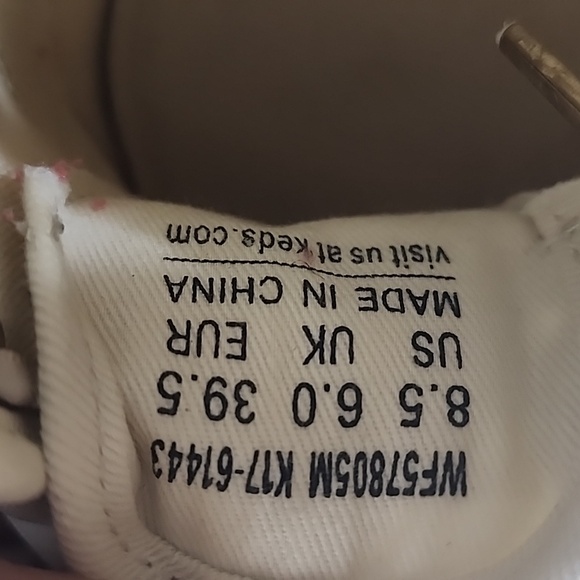 WF57805M K17-61443
8.5 6.0 39.5
US UK EUR
MADE IN CHINA
visit us at keds.com